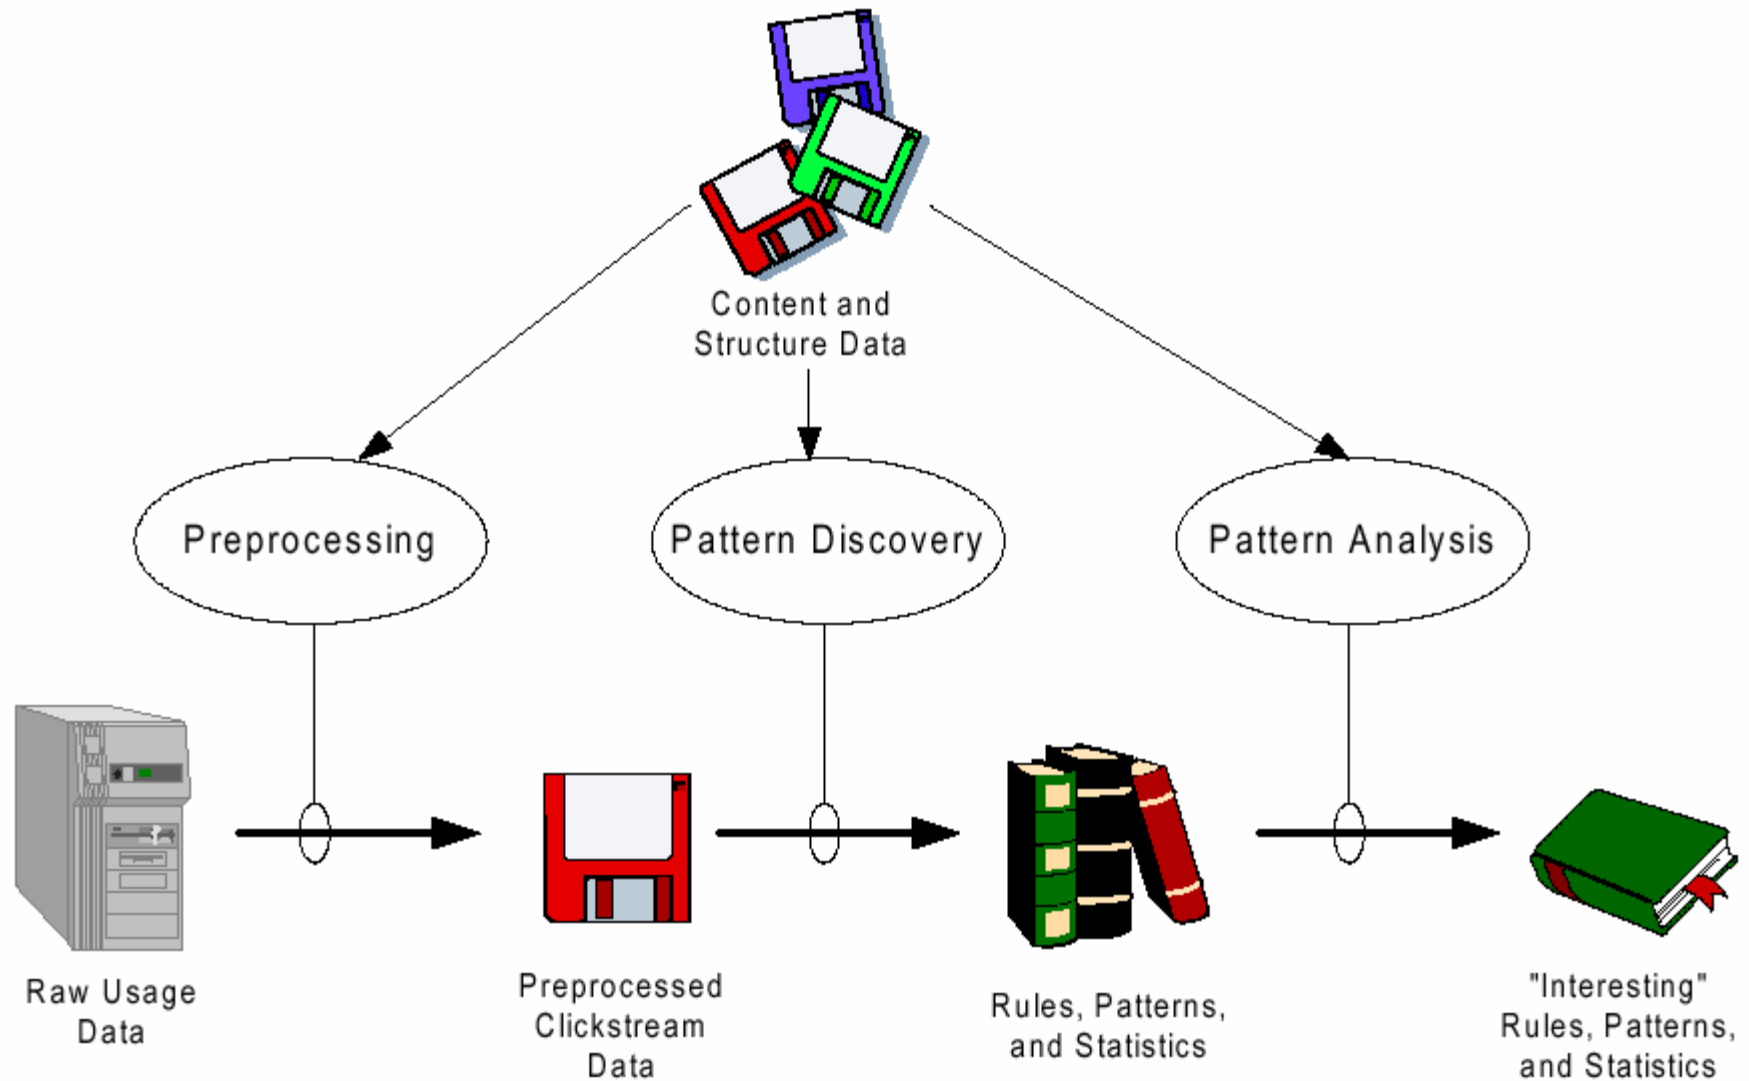 Content and
Structure Data
Preprocessing
Pattern Discovery
Pattern Analysis
Raw Usage
Data
Preprocessed
Clickstream
Data
Rules, Patterns,
and Statistics
"Interesting"
Rules, Patterns,
and Statistics